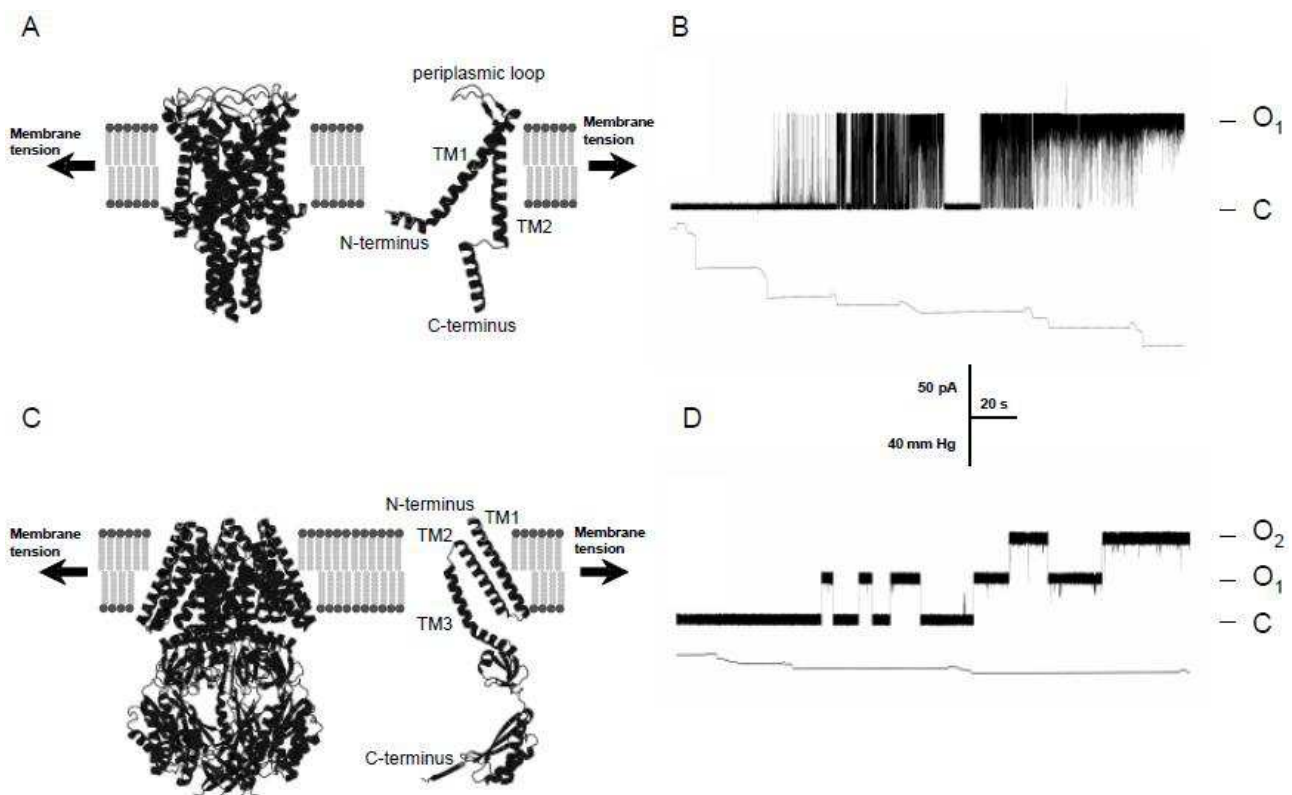 A
periplasmic loop
Membrane
tension
Membrane
tension
TM1
TM2
N-terminus
C-terminus
B
O1
C
50 pA
20 s
40 mm Hg
C
N-terminus
TM1
TM2
Membrane
tension
Membrane
tension
TM3
C-terminus
D
O2
O1
C